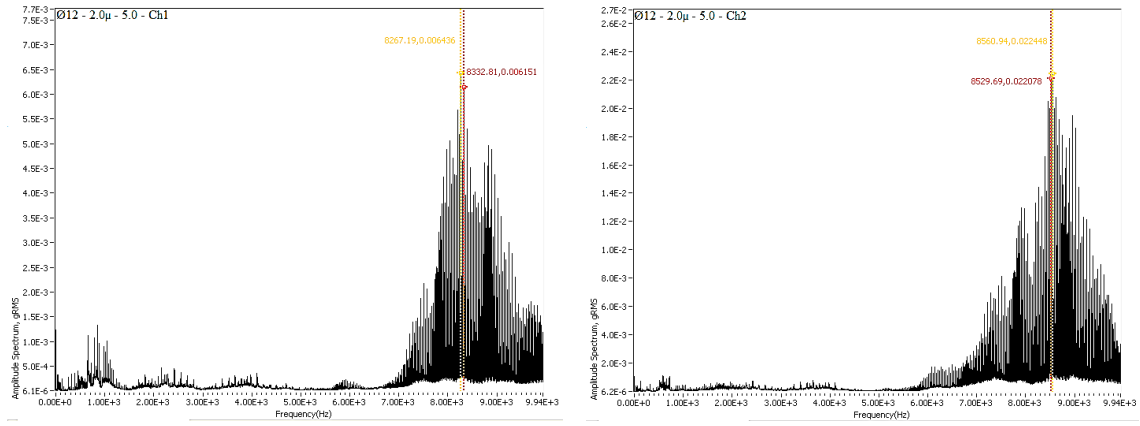 Ø12 - 2.0µ - 5.0 - Ch1
7.7E-3
7.0E-3
6.5E-3
6.0E-3
5.5E-3
5.0E-3
4.5E-3
4.0E-3
3.5E-3
3.0E-3
2.5E-3
2.0E-3
1.5E-3
1.0E-3
5.0E-4
6.1E-6
Amplitude Spectrum, gRMS
8267.19,0.006436
8332.81,0.006151
0.00E+0 1.00E+3 2.00E+3 3.00E+3 4.00E+3 5.00E+3 6.00E+3 7.00E+3 8.00E+3 9.00E+3 9.94E+3
Frequency(Hz)
Ø12 - 2.0µ - 5.0 - Ch2
2.7E-2
2.6E-2
2.4E-2
2.2E-2
2.0E-2
1.8E-2
1.6E-2
1.4E-2
1.2E-2
1.0E-2
8.0E-3
6.0E-3
4.0E-3
2.0E-3
6.2E-6
Amplitude Spectrum, gRMS
8560.94,0.022448
8529.69,0.022078
0.00E+0 1.00E+3 2.00E+3 3.00E+3 4.00E+3 5.00E+3 6.00E+3 7.00E+3 8.00E+3 9.00E+3 9.94E+3
Frequency(Hz)